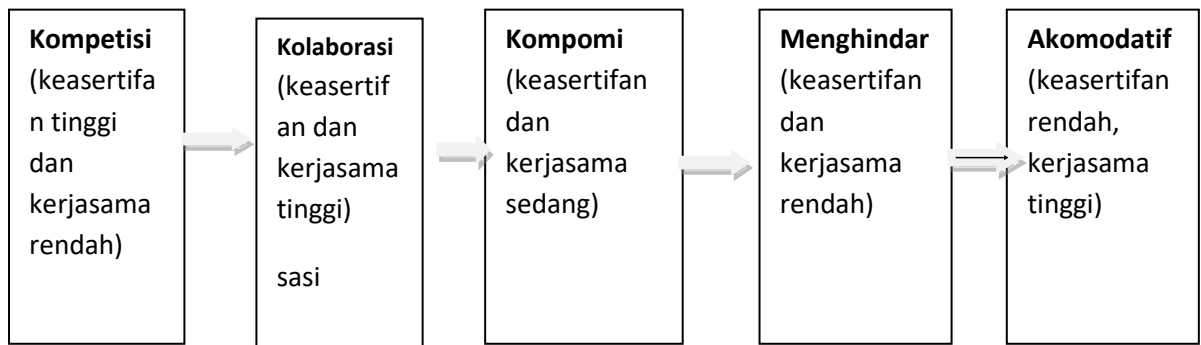 Kompetisi
(keasertifa
n tinggi
dan
kerjasama
rendah)
Kolaborasi
(keasertif
an dan
kerjasama
tinggi)
sasi
Kompomi
(keasertifan
dan
kerjasama
sedang)
Menghindar
(keasertifan
dan
kerjasama
rendah)
Akomodatif
(keasertifan
rendah,
kerjasama
tinggi)